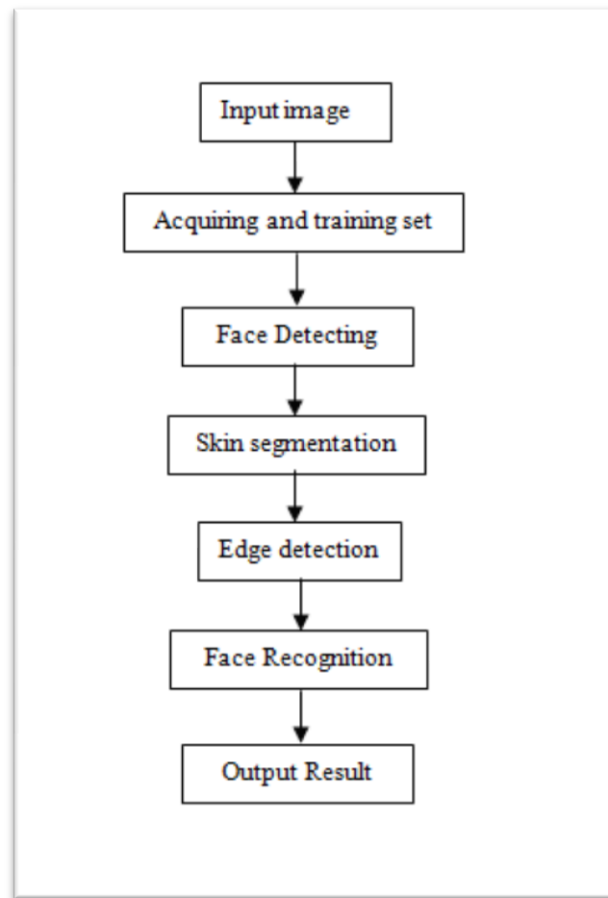 Input image
Acquiring and training set
Face Detecting
Skin segmentation
Edge detection
Face Recognition
Output Result